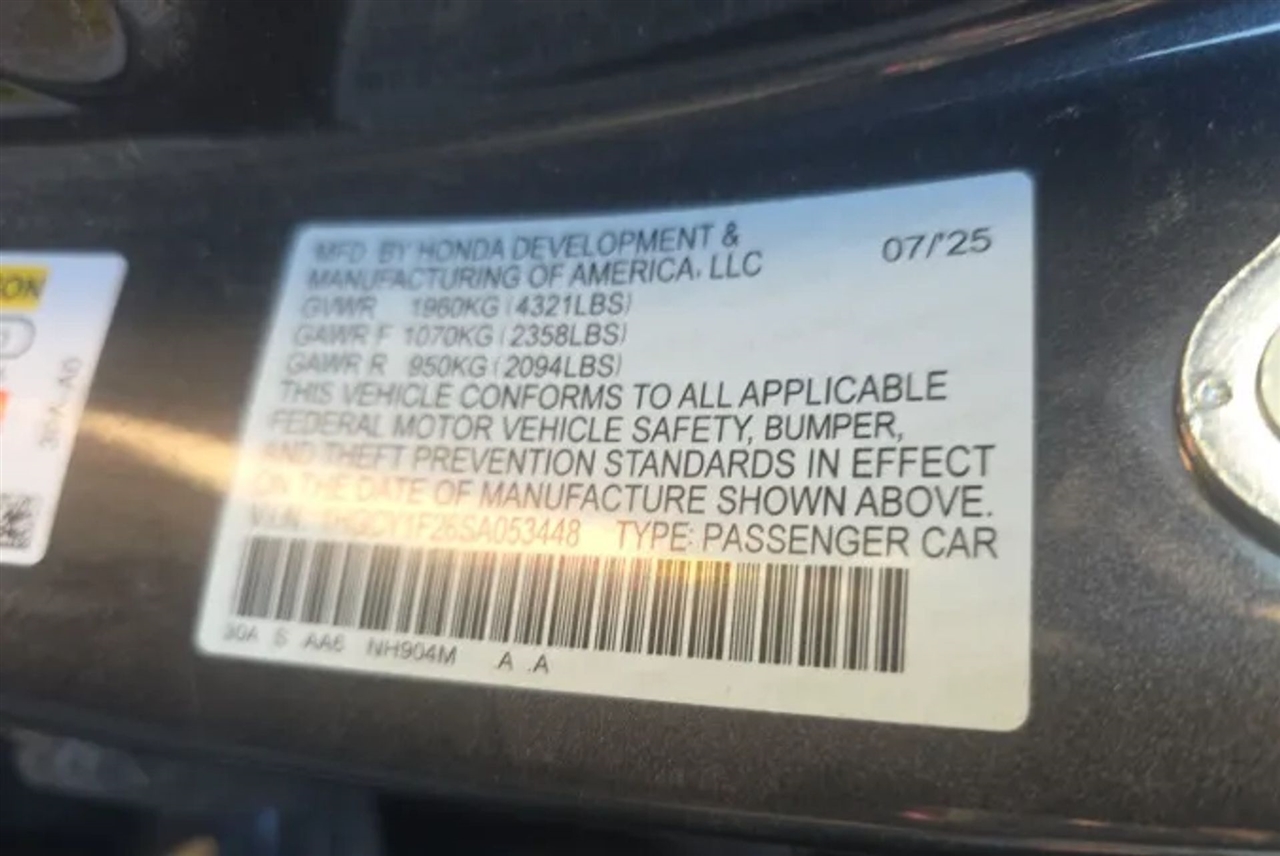 MFD. BY HONDA DEVELOPMENT &
MANUFACTURING OF AMERICA, LLC
07/'25
GVWR 1960KG (4321LBS)
GAWR F 1070KG (2358LBS)
GAWR R 950KG (2094LBS)
THIS VEHICLE CONFORMS TO ALL APPLICABLE
FEDERAL MOTOR VEHICLE SAFETY, BUMPER,
AND THEFT PREVENTION STANDARDS IN EFFECT
ON THE DATE OF MANUFACTURE SHOWN ABOVE.
V.I.N. 1HGCY1F26SA053448 TYPE: PASSENGER CAR
30A S AA6 NH904M .A .A